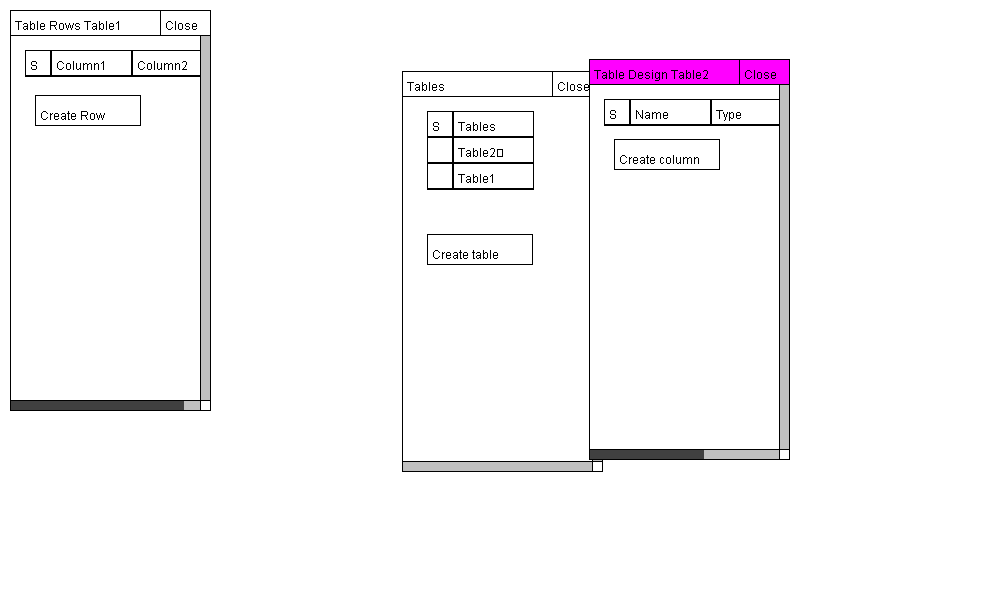 Table Rows Table1 Close
S Column1 Column2
Create Row
Tables Close
S Tables
Table2▯
Table1
Create table
Table Design Table2 Close
S Name Type
Create column